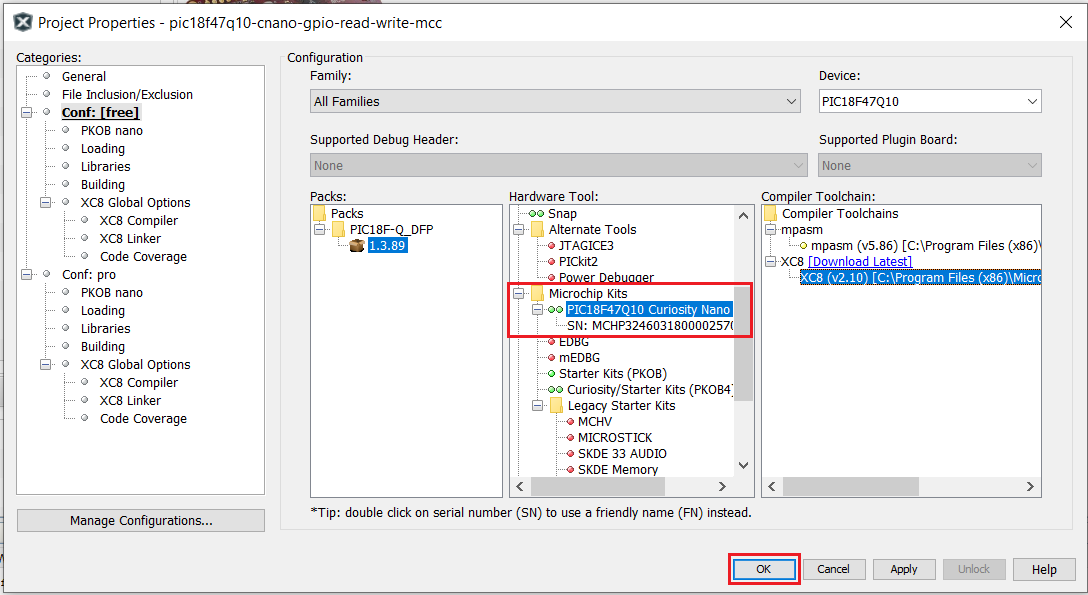 Project Properties - pic18f47q10-cnano-gpio-read-write-mcc
Categories:
General
File Inclusion/Exclusion
Conf: [free]
PKOB nano
Loading
Libraries
Building
XC8 Global Options
XC8 Compiler
XC8 Linker
Code Coverage
Conf: pro
PKOB nano
Loading
Libraries
Building
XC8 Global Options
XC8 Compiler
XC8 Linker
Code Coverage
Manage Configurations...
Configuration
Family:
All Families
Device:
PIC18F47Q10
Supported Debug Header:
None
Supported Plugin Board:
None
Packs:
Packs
PIC18F-Q_DFP
1.3.89
Hardware Tool:
Snap
Alternate Tools
JTAGICE3
PICkit2
Power Debugger
Microchip Kits
PIC18F47Q10 Curiosity Nano
SN: MCHP3246031800002570
EDBG
mEDBG
Starter Kits (PKOB)
Curiosity/Starter Kits (PKOB4)
Legacy Starter Kits
MCHV
MICROSTICK
SKDE 33 AUDIO
SKDE Memory
Compiler Toolchain:
Compiler Toolchains
mpasm
mpasm (v5.86) [C:\Program Files (x86)\
XC8 [Download Latest]
XC8 (v2.10) [C:\Program Files (x86)\Micro
*Tip: double click on serial number (SN) to use a friendly name (FN) instead.
OK
Cancel
Apply
Unlock
Help